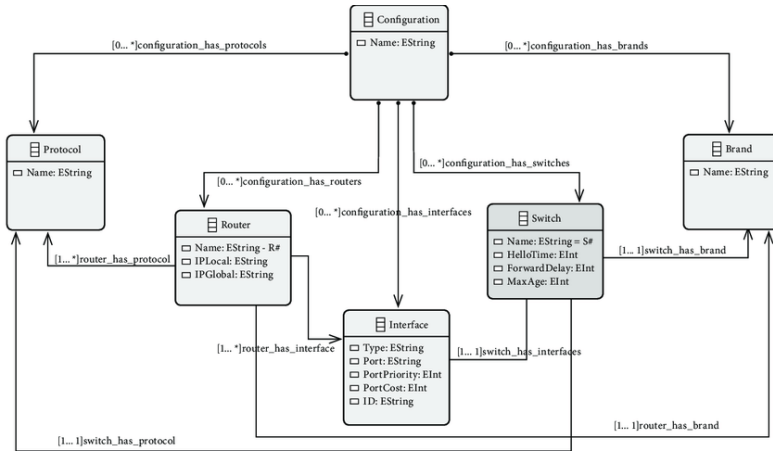 Configuration
Name: EString
[0... *]configuration_has_protocols
[0... *]configuration_has_brands
Protocol
Name: EString
Brand
Name: EString
[0... *]configuration_has_switches
[0... *]configuration_has_routers
[0... *]configuration_has_interfaces
Router
Name: EString - R#
IPLocal: EString
IPGlobal: EString
Switch
Name: EString = S#
HelloTime: EInt
ForwardDelay: EInt
MaxAge: EInt
[1... *]router_has_protocol
[1... 1]switch_has_brand
Interface
Type: EString
Port: EString
PortPriority: EInt
PortCost: EInt
ID: EString
[1... *]router_has_interface
[1... 1]switch_has_interfaces
[1... 1]router_has_brand
[1... 1]switch_has_protocol